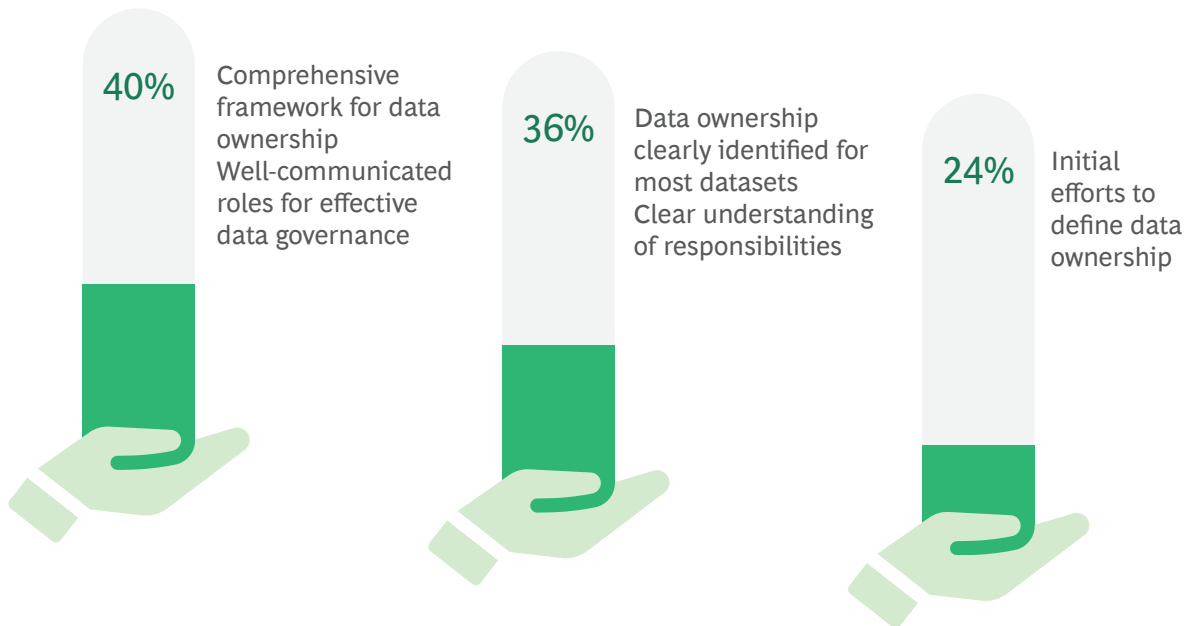 40%
Comprehensive
framework for data
ownership
Well-communicated
roles for effective
data governance
36%
Data ownership
clearly identified for
most datasets
Clear understanding
of responsibilities
24%
Initial
efforts to
define data
ownership